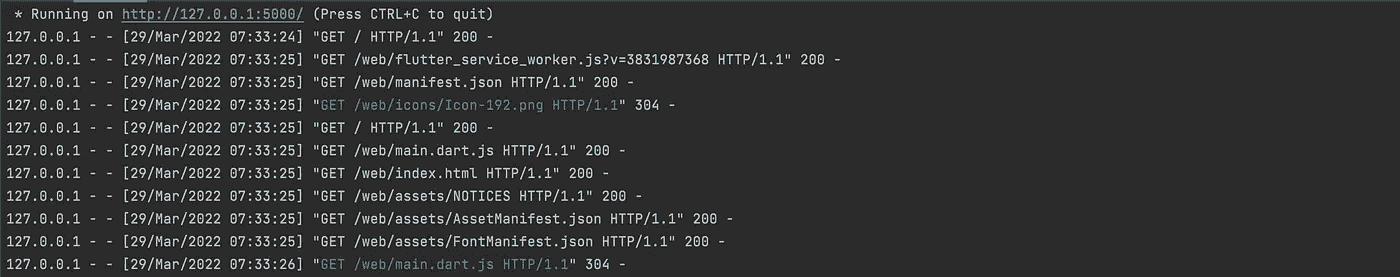 * Running on http://127.0.0.1:5000/ (Press CTRL+C to quit)
127.0.0.1 - - [29/Mar/2022 07:33:24] "GET / HTTP/1.1" 200 -
127.0.0.1 - - [29/Mar/2022 07:33:25] "GET /web/flutter_service_worker.js?v=3831987368 HTTP/1.1" 200 -
127.0.0.1 - - [29/Mar/2022 07:33:25] "GET /web/manifest.json HTTP/1.1" 200 -
127.0.0.1 - - [29/Mar/2022 07:33:25] "GET /web/icons/Icon-192.png HTTP/1.1" 304 -
127.0.0.1 - - [29/Mar/2022 07:33:25] "GET / HTTP/1.1" 200 -
127.0.0.1 - - [29/Mar/2022 07:33:25] "GET /web/main.dart.js HTTP/1.1" 200 -
127.0.0.1 - - [29/Mar/2022 07:33:25] "GET /web/index.html HTTP/1.1" 200 -
127.0.0.1 - - [29/Mar/2022 07:33:25] "GET /web/assets/NOTICES HTTP/1.1" 200 -
127.0.0.1 - - [29/Mar/2022 07:33:25] "GET /web/assets/AssetManifest.json HTTP/1.1" 200 -
127.0.0.1 - - [29/Mar/2022 07:33:25] "GET /web/assets/FontManifest.json HTTP/1.1" 200 -
127.0.0.1 - - [29/Mar/2022 07:33:26] "GET /web/main.dart.js HTTP/1.1" 304 -